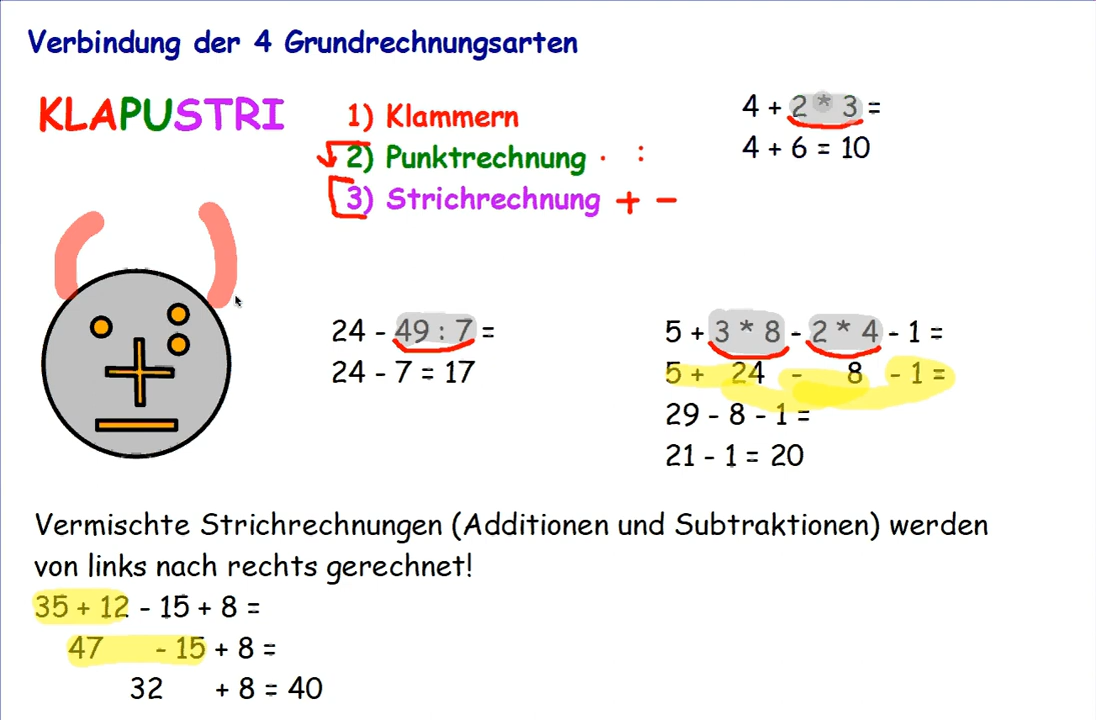 Verbindung der 4 Grundrechnungsarten
KLAPUSTRI
1) Klammern
2) Punktrechnung · :
3) Strichrechnung + -
4 + 2 * 3 =
4 + 6 = 10
24 - 49 : 7 =
24 - 7 = 17
5 + 3 * 8 - 2 * 4 - 1 =
5 + 24 - 8 - 1 =
29 - 8 - 1 =
21 - 1 = 20
Vermischte Strichrechnungen (Additionen und Subtraktionen) werden
von links nach rechts gerechnet!
35 + 12 - 15 + 8 =
47 - 15 + 8 =
32 + 8 = 40